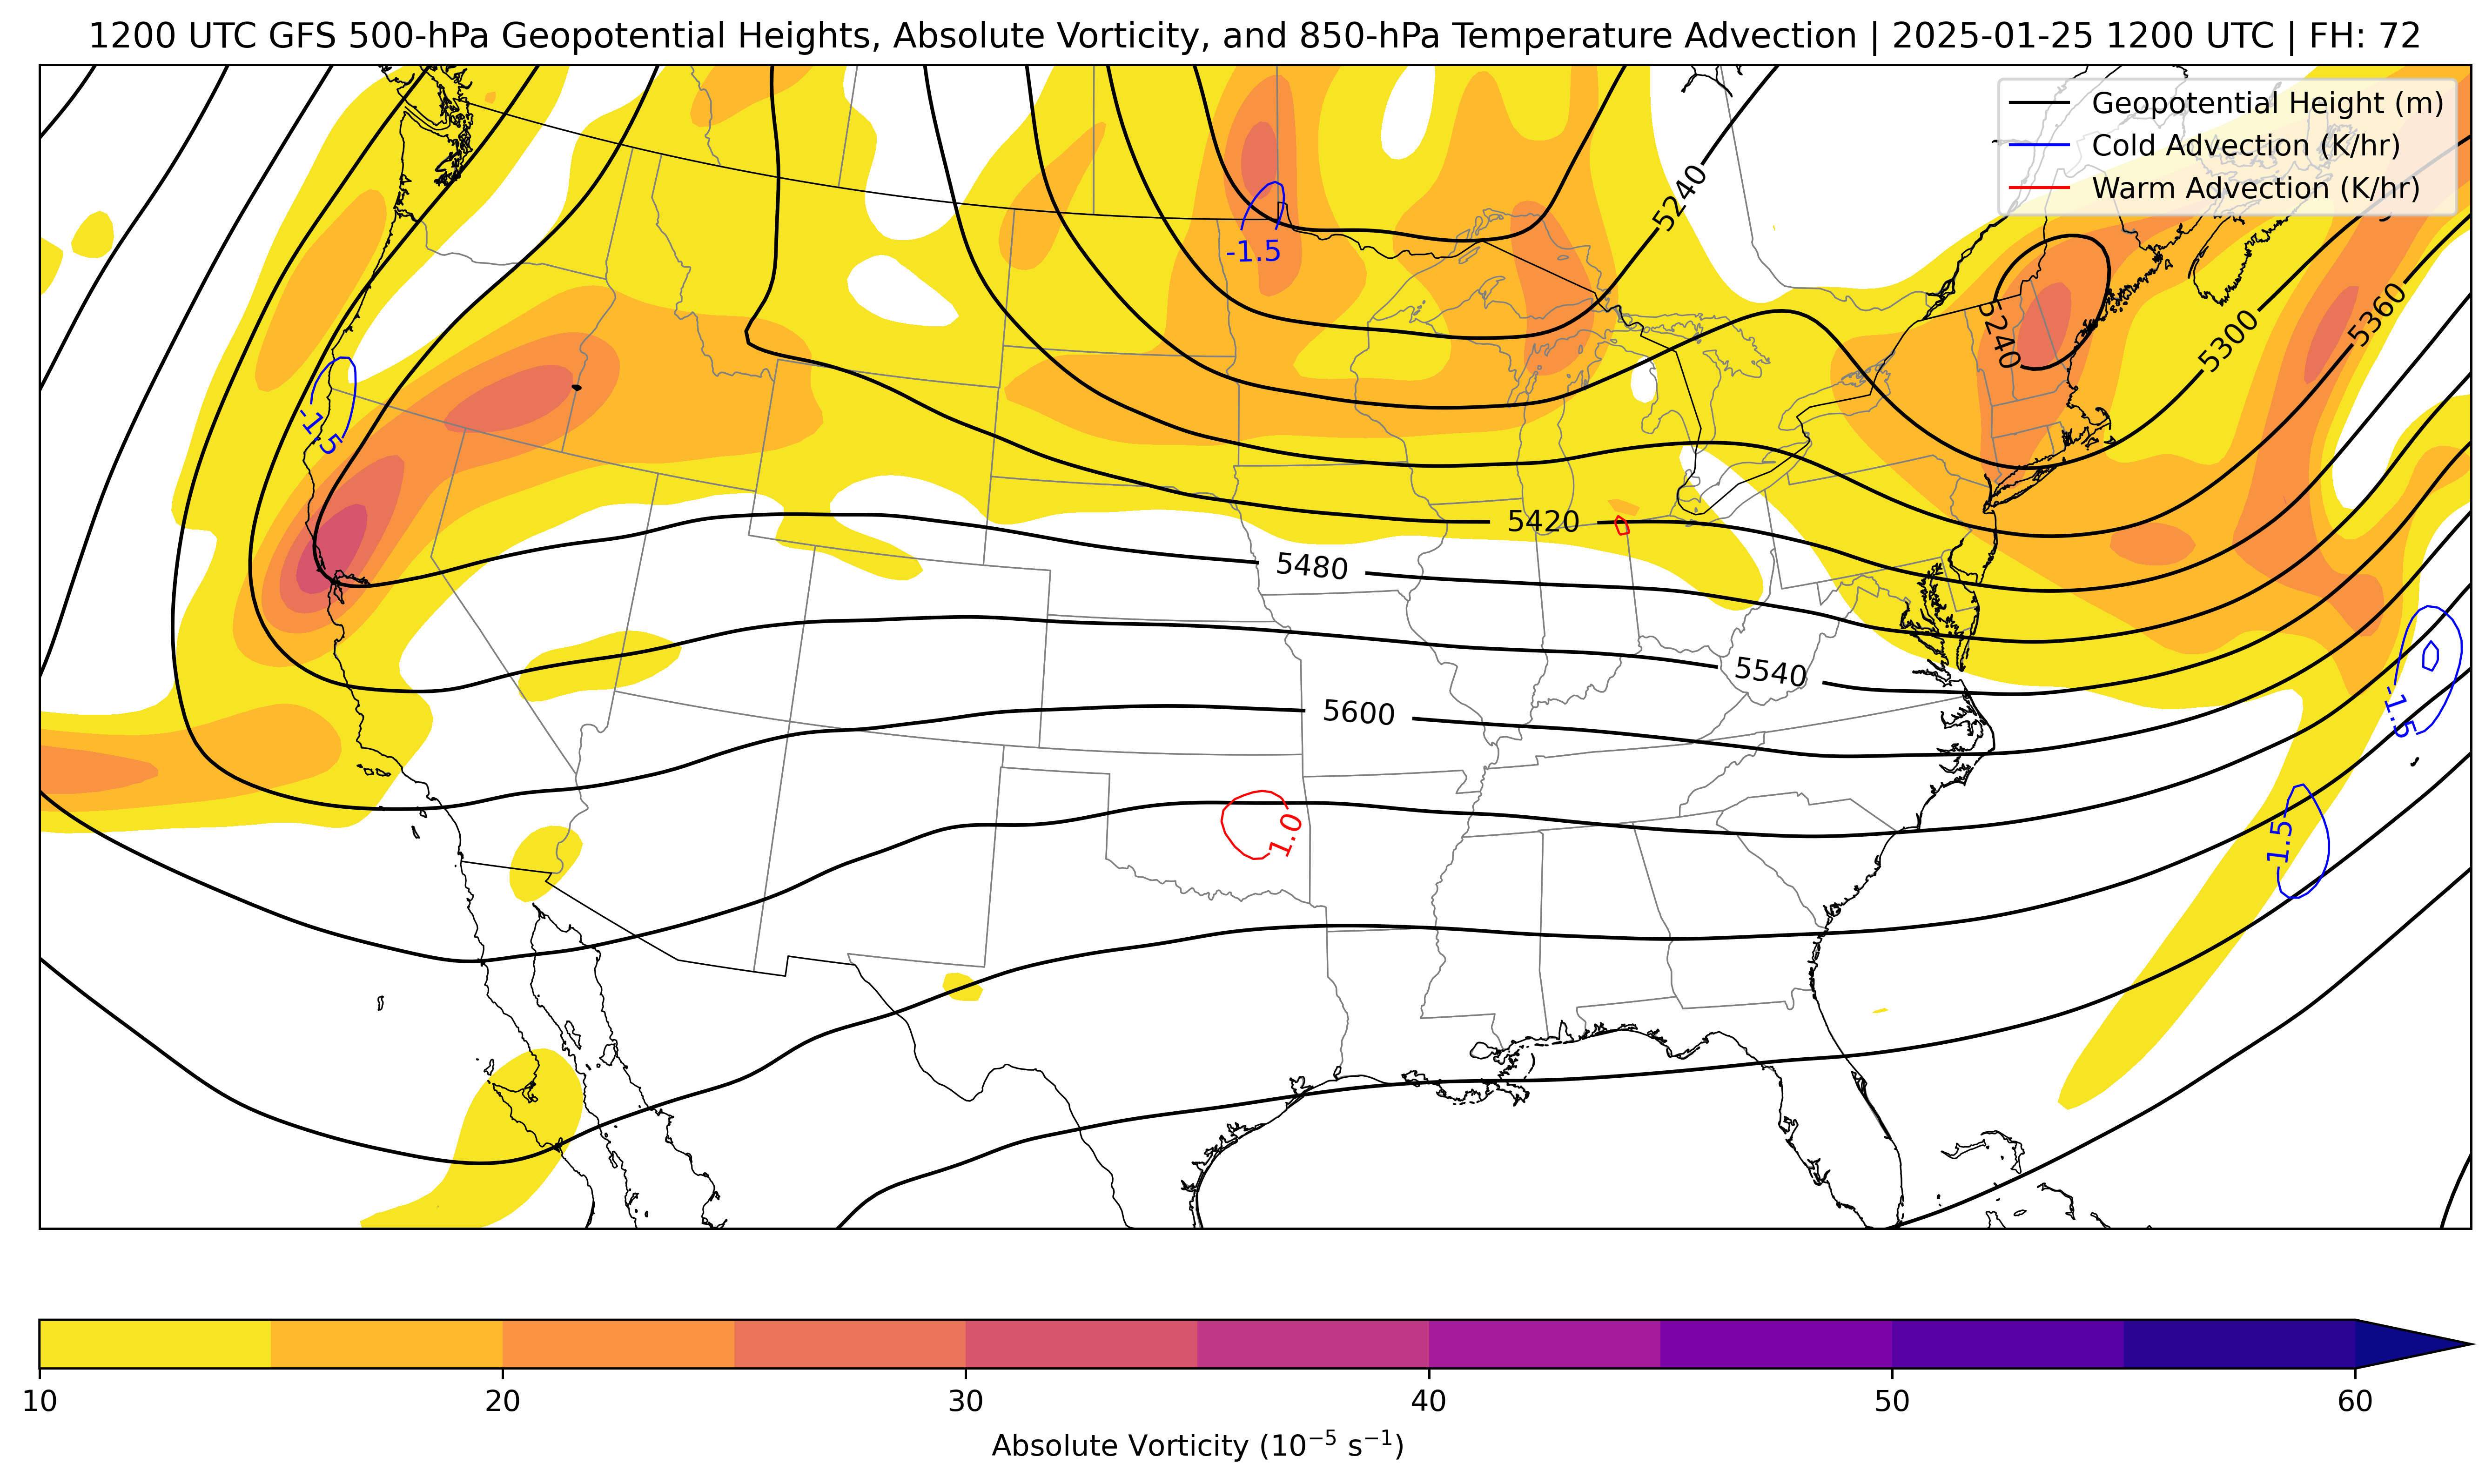 1200 UTC GFS 500-hPa Geopotential Heights, Absolute Vorticity, and 850-hPa Temperature Advection | 2025-01-25 1200 UTC | FH: 72
Geopotential Height (m)
Cold Advection (K/hr)
Warm Advection (K/hr)
5240
-1.5
5240
5300
5360
-1.5
5420
5480
5540
5600
-1.5
1.0
-1.5
10 20 30 40 50 60
Absolute Vorticity (10⁻⁵ s⁻¹)